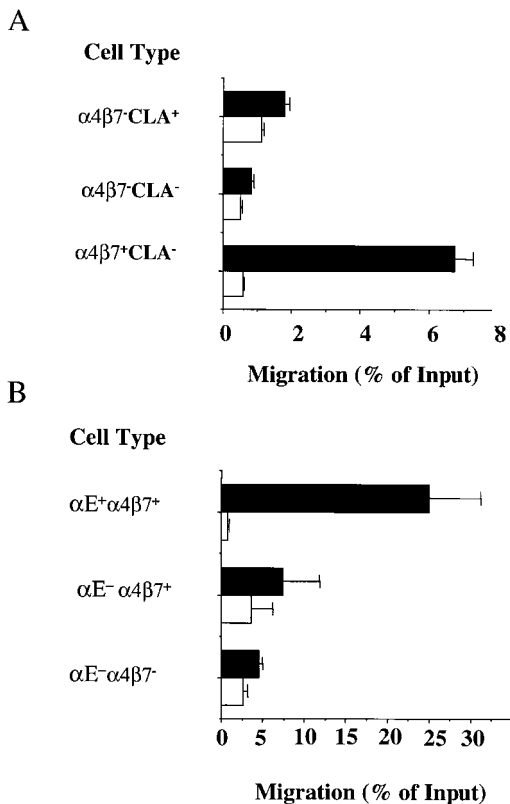 A
Cell Type
α4β7⁻CLA⁺
α4β7⁻CLA⁻
α4β7⁺CLA⁻
0 2 4 6 8
Migration (% of Input)
B
Cell Type
αE⁺α4β7⁺
αE⁻ α4β7⁺
αE⁻α4β7⁻
0 5 10 15 20 25 30
Migration (% of Input)